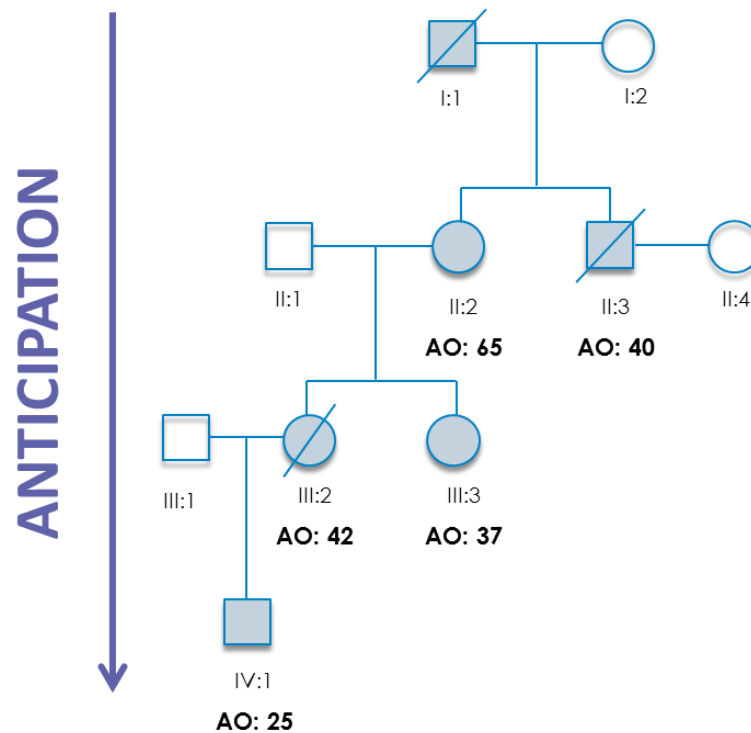 ANTICIPATION
I:1 I:2
II:1 II:2 II:3 II:4
AO: 65 AO: 40
III:1 III:2 III:3
AO: 42 AO: 37
IV:1
AO: 25